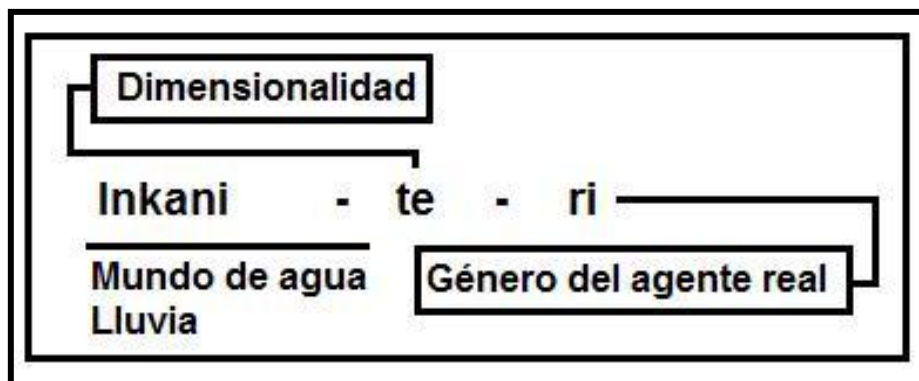 Dimensionalidad
Inkani - te - ri
Mundo de agua
Lluvia
Género del agente real